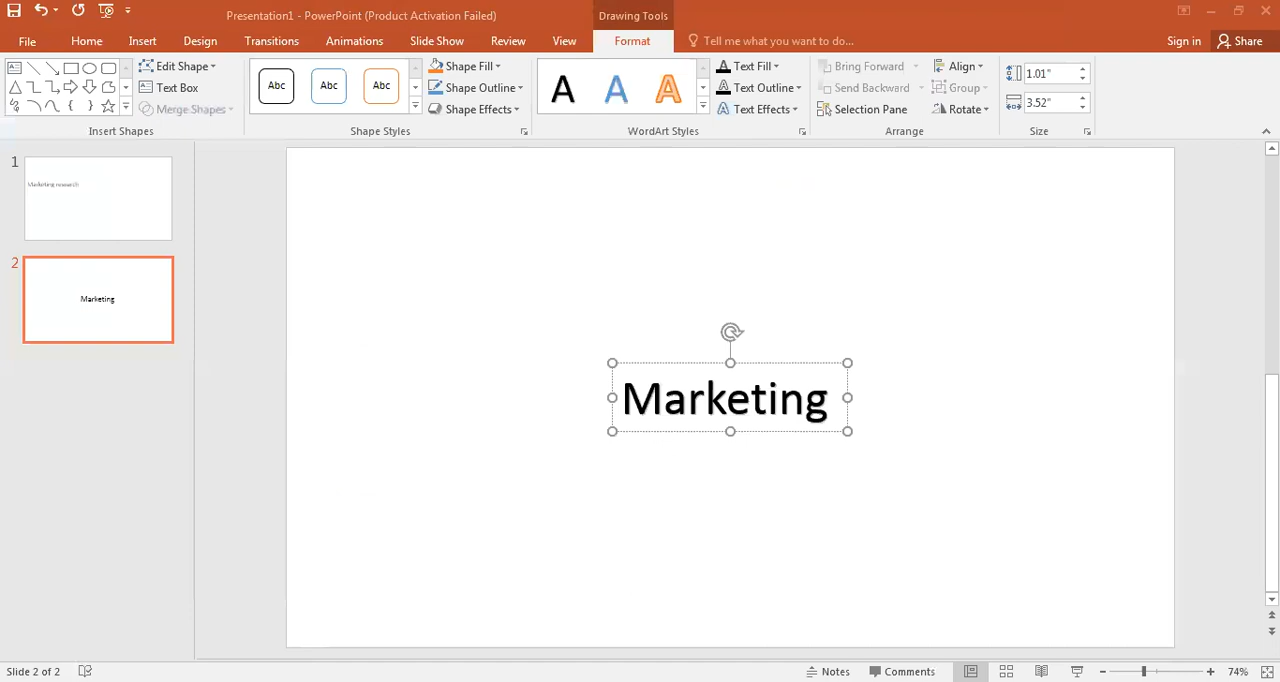 Presentation1 - PowerPoint (Product Activation Failed)
Drawing Tools
File Home Insert Design Transitions Animations Slide Show Review View Format Tell me what you want to do... Sign in Share
Edit Shape
Text Box
Merge Shapes
Insert Shapes
Abc Abc Abc
Shape Fill
Shape Outline
Shape Effects
Shape Styles
A A A
Text Fill
Text Outline
Text Effects
WordArt Styles
Bring Forward
Send Backward
Selection Pane
Align
Group
Rotate
Arrange
1.01"
3.52"
Size
1
Marketing research
2
Marketing
Marketing
Slide 2 of 2
Notes Comments 74%